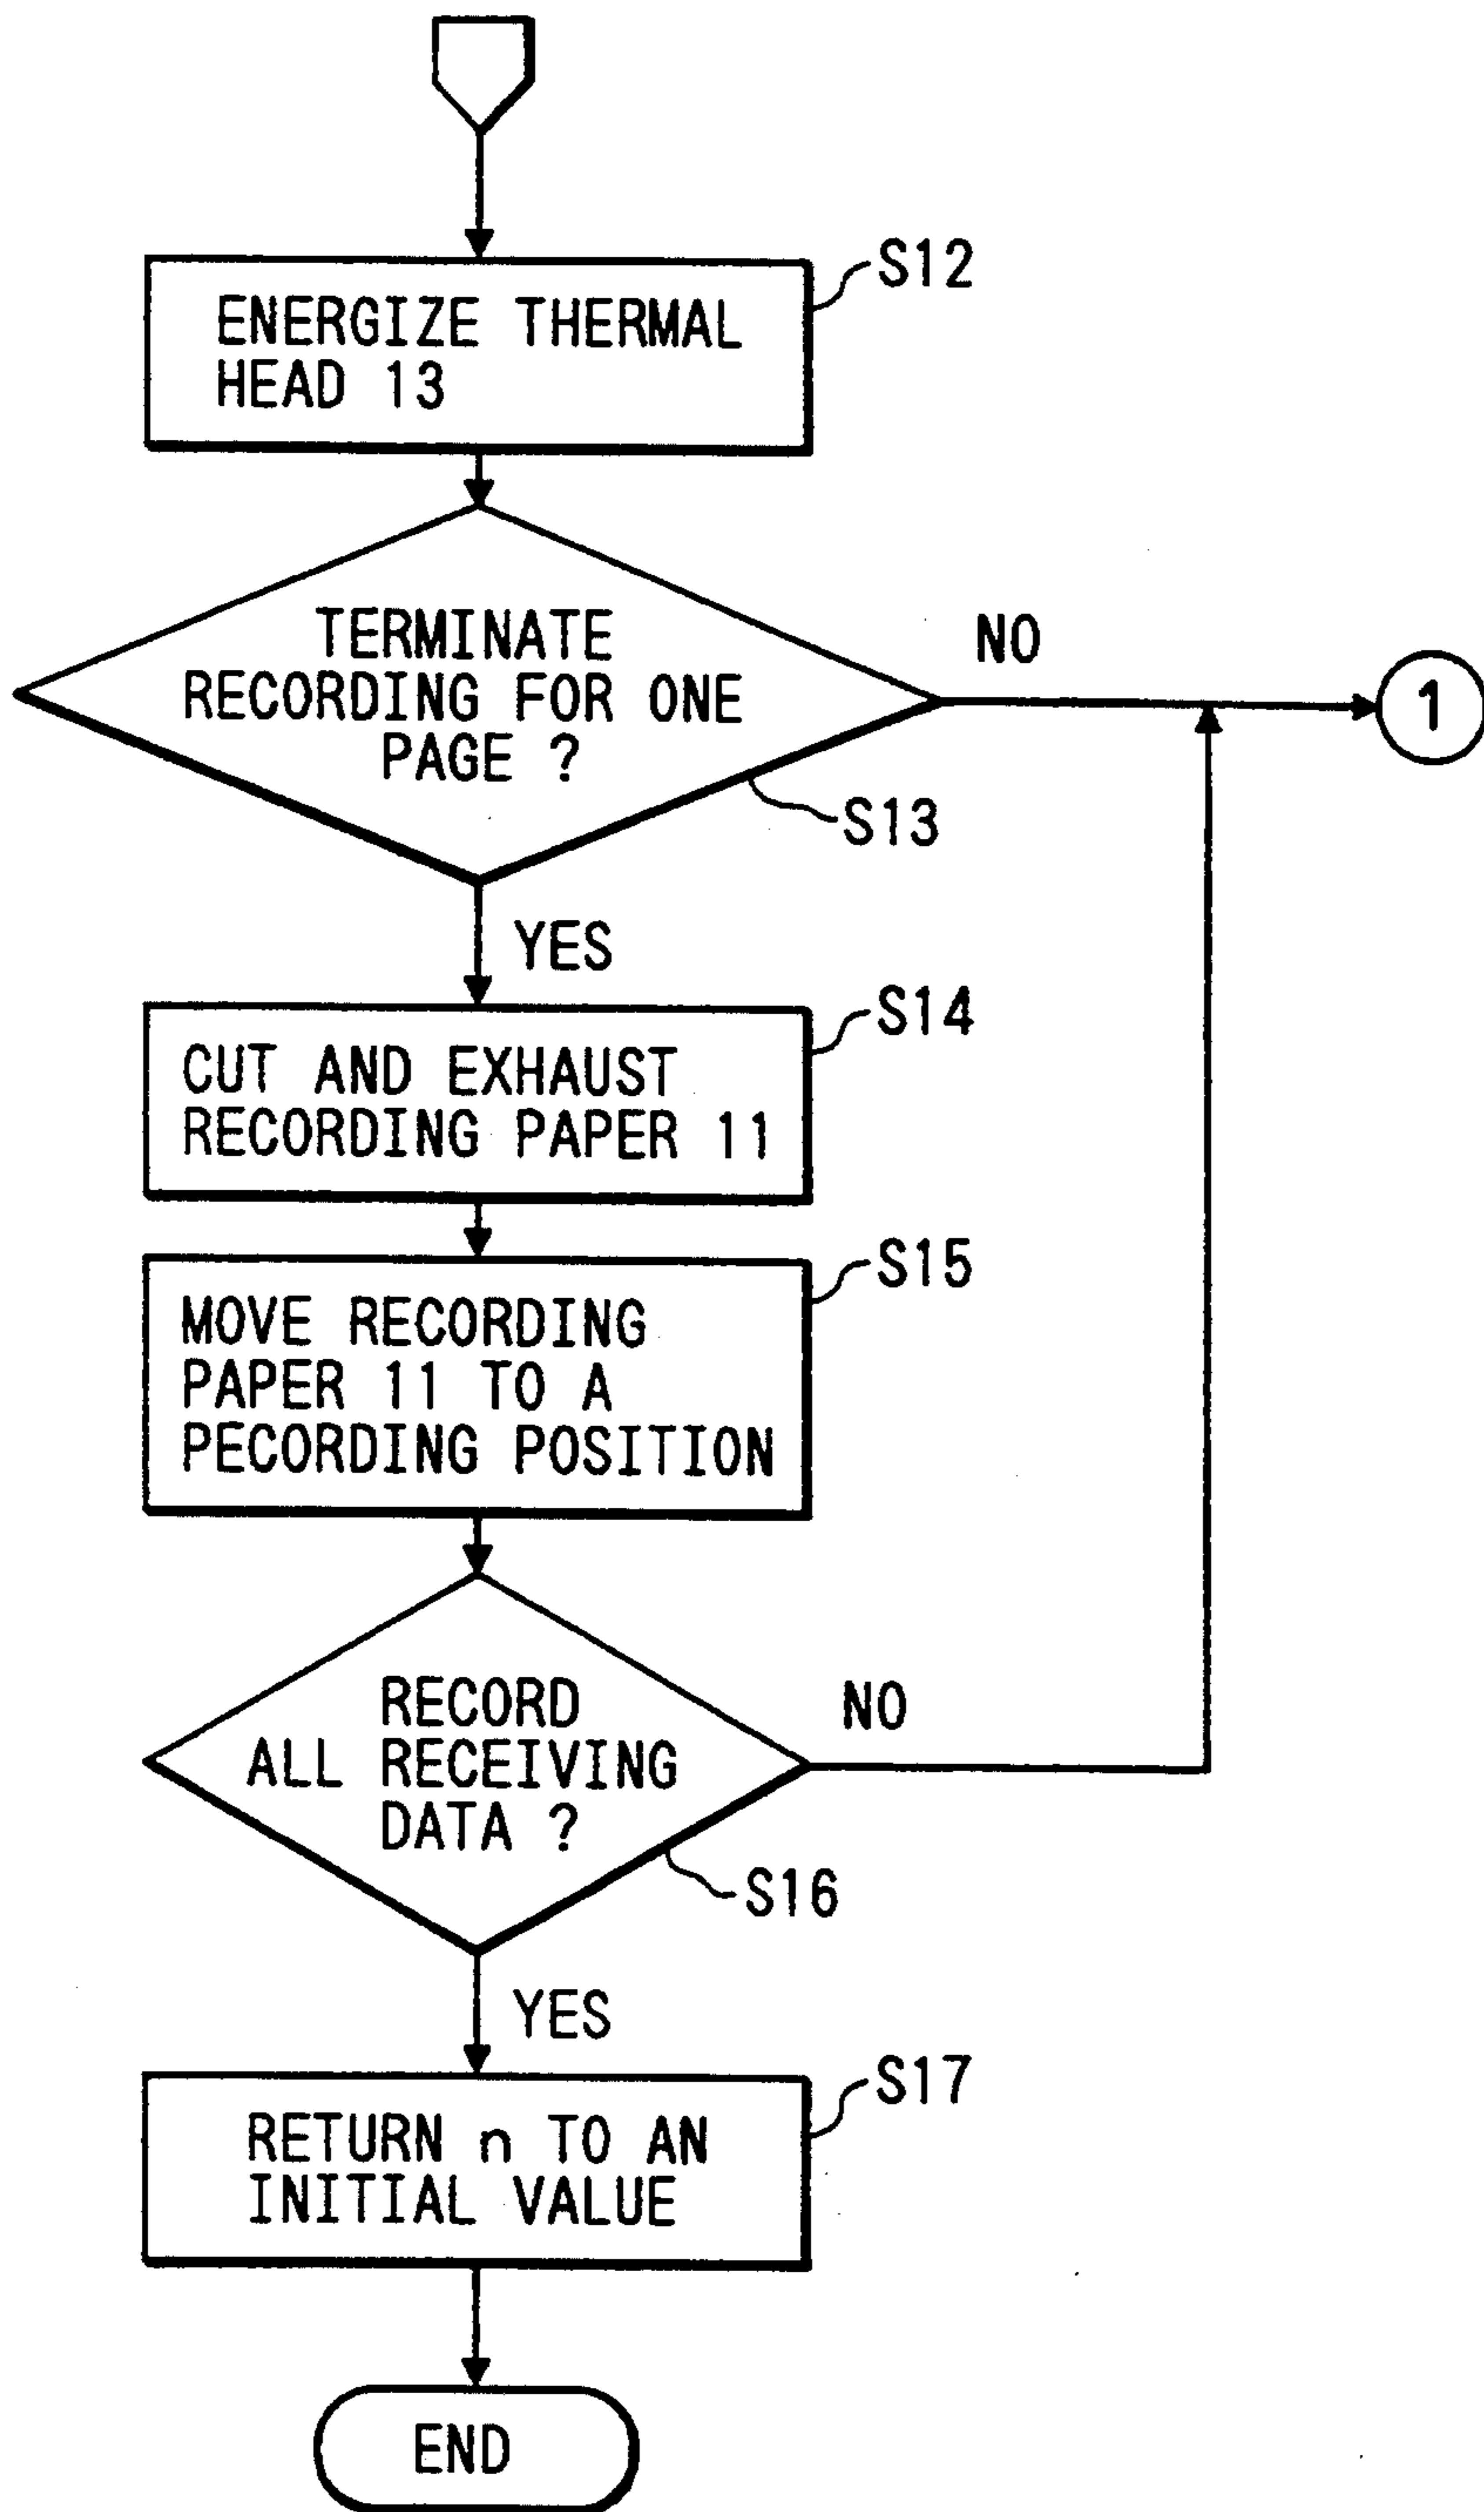 S12
ENERGIZE THERMAL
HEAD 13
TERMINATE
RECORDING FOR ONE
PAGE ?
NO
1
S13
YES
S14
CUT AND EXHAUST
RECORDING PAPER 11
S15
MOVE RECORDING
PAPER 11 TO A
PECORDING POSITION
RECORD
ALL RECEIVING
DATA ?
NO
S16
YES
S17
RETURN n TO AN
INITIAL VALUE
END